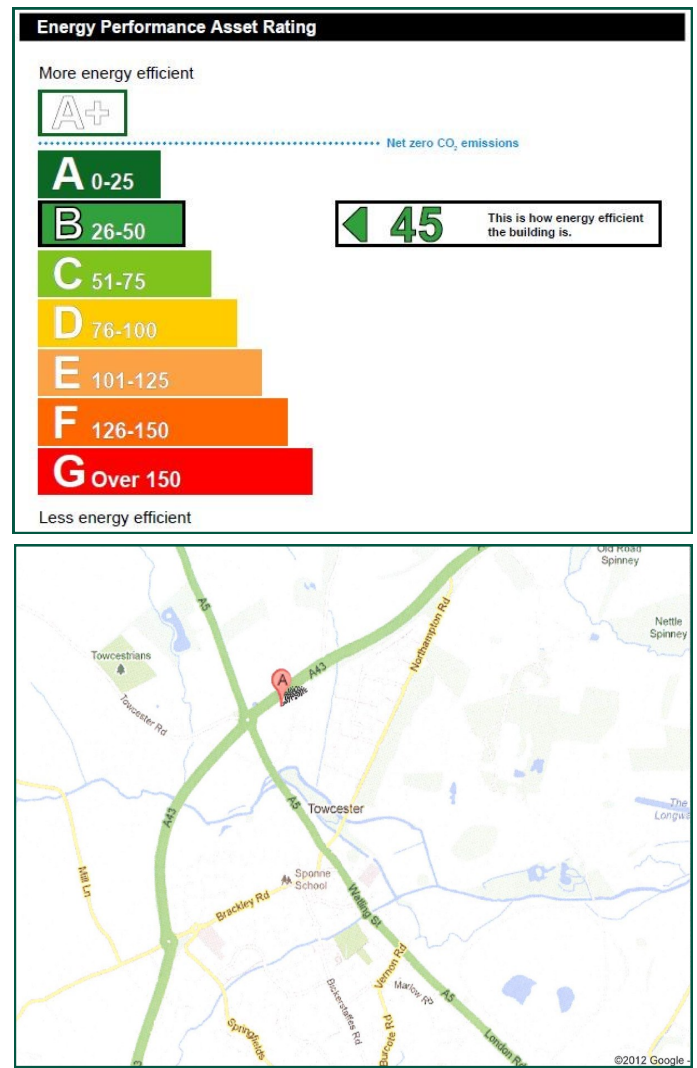 Energy Performance Asset Rating
More energy efficient
A+
Net zero CO₂ emissions
A 0-25
B 26-50
45
This is how energy efficient
the building is.
C 51-75
D 76-100
E 101-125
F 126-150
G Over 150
Less energy efficient
Old Road
Spinney
A5
Northampton Rd
Nettle
Spinney
Towcestrians
A43
A
Towcester Rd
A5
Towcester
The
A43
Sponne
School
Mill Ln
Brackley Rd
Watling St
Vernon Rd
Marlow Rd
Bickerstaffes Rd
A5
Springfields
Burcote Rd
London Rd
©2012 Google -